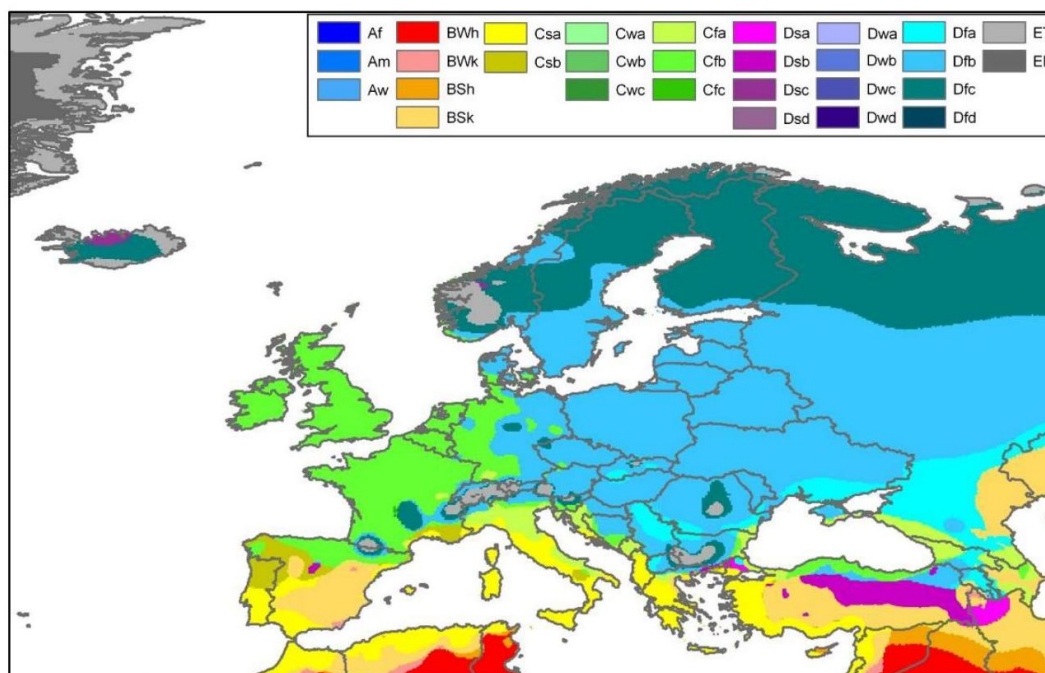 Af BWh Csa Cwa Cfa Dsa Dwa Dfa
Am BWk Csb Cwb Cfb Dsb Dwb Dfb
Aw BSh Cwc Cfc Dsc Dwc Dfc
BSk Dsd Dwd Dfd